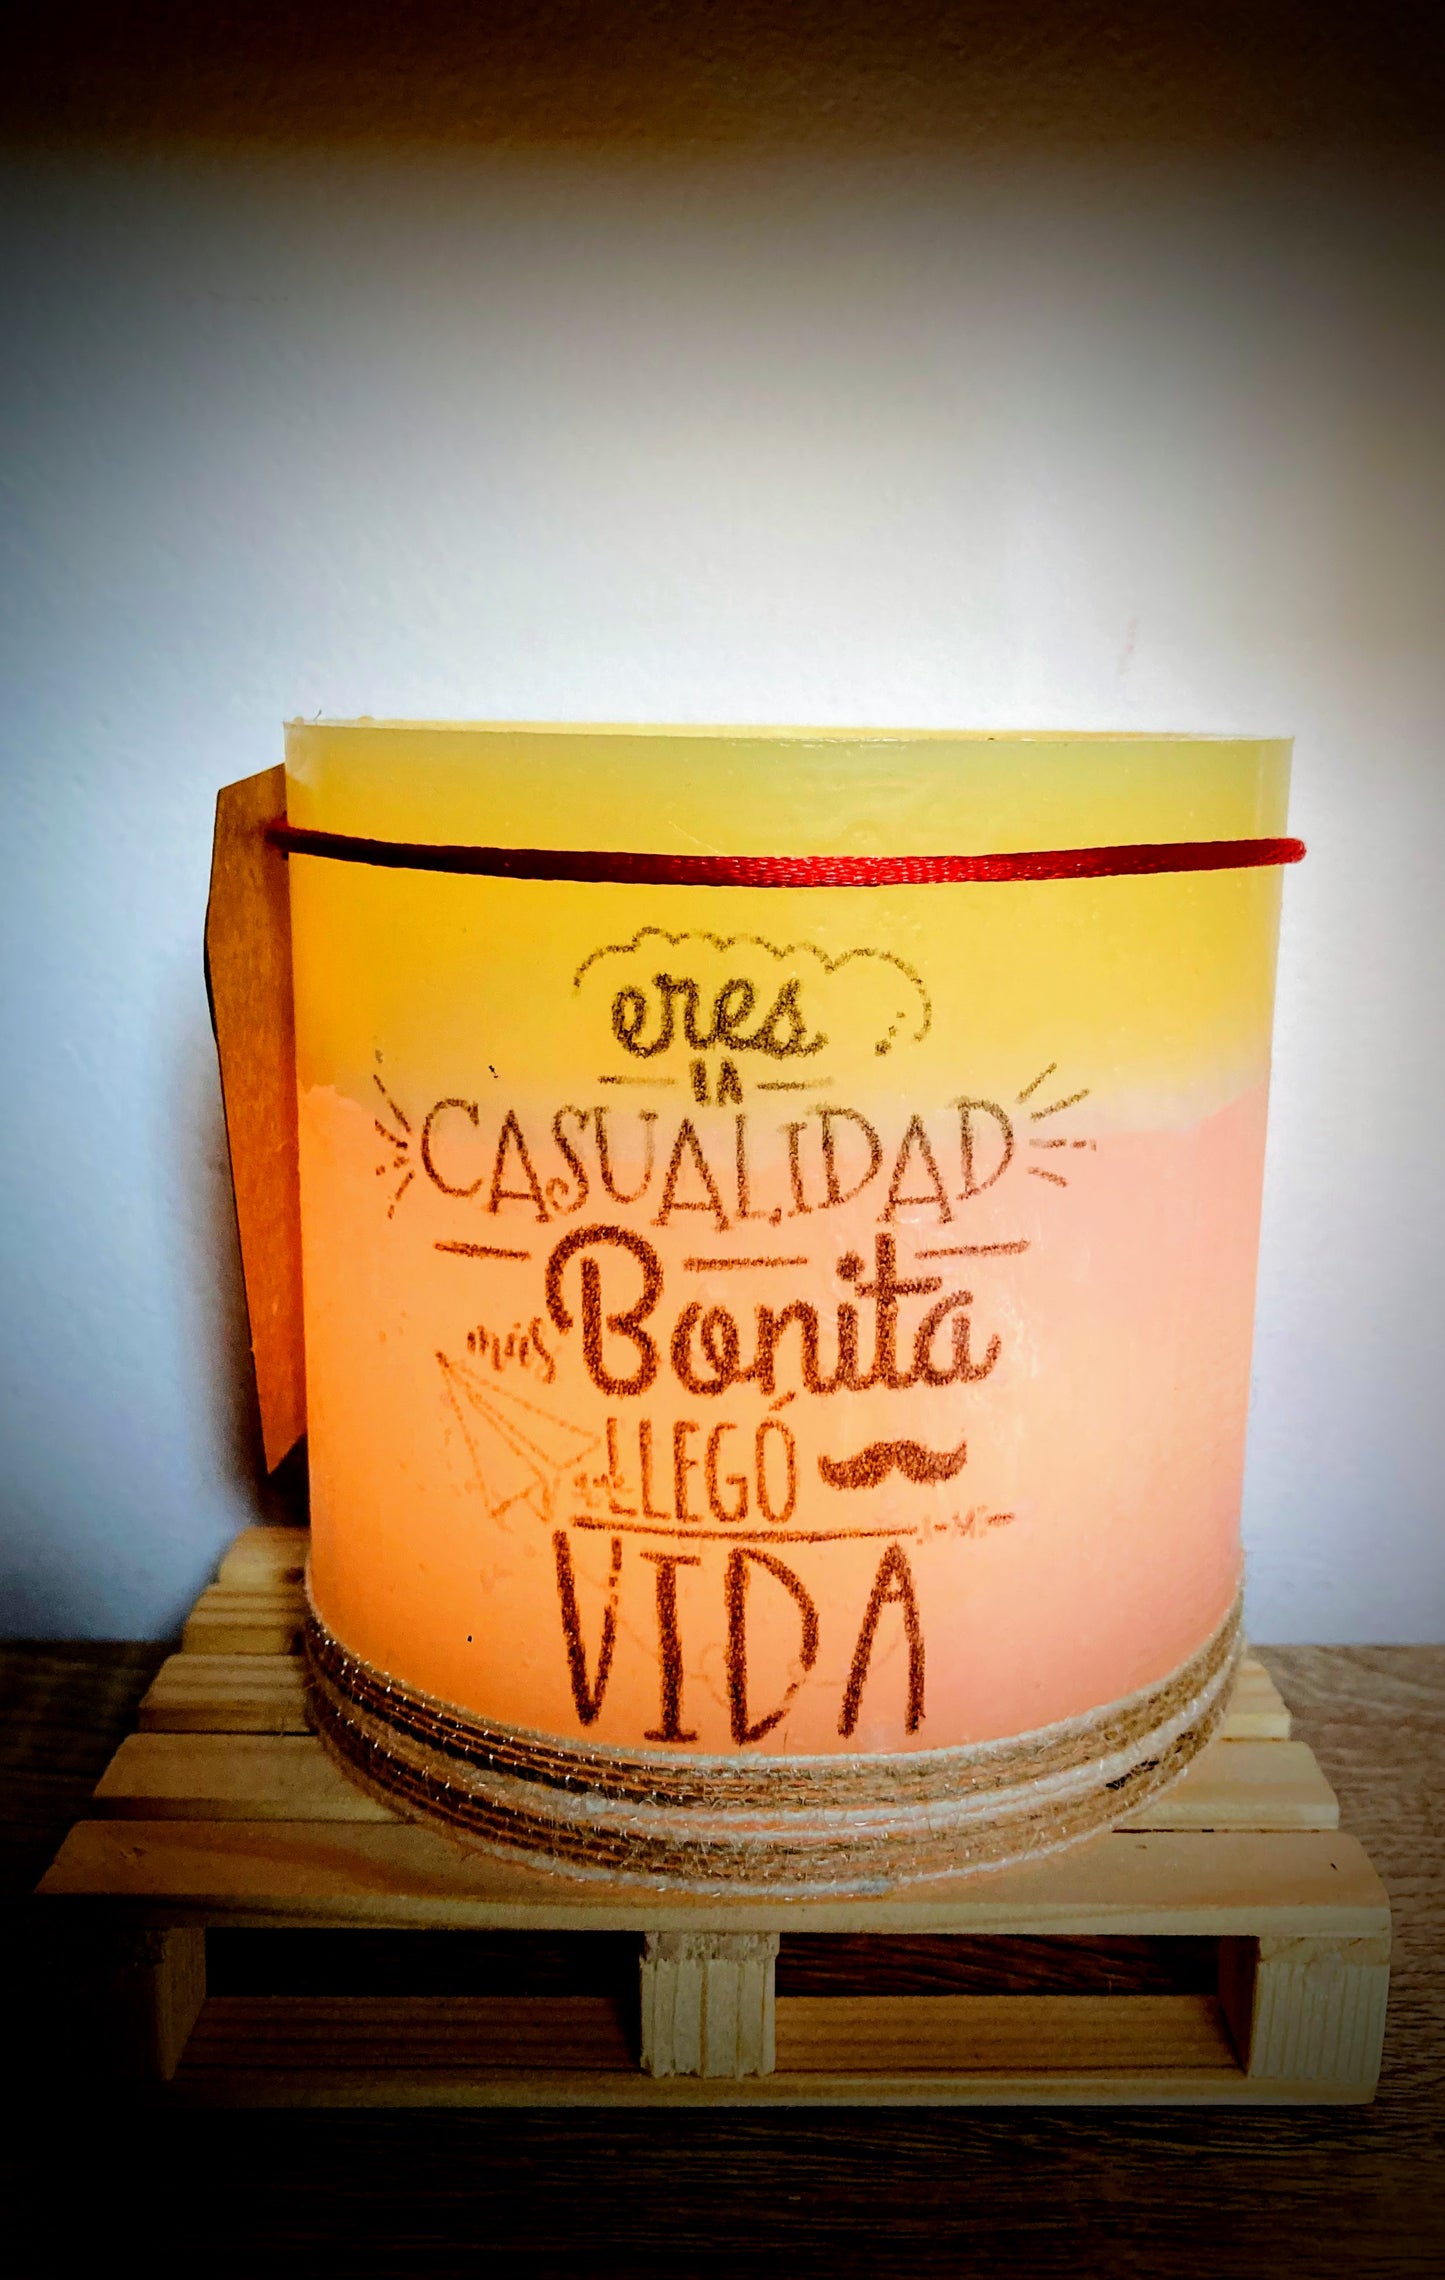 eres
LA
CASUALIDAD
más Bonita
que LLEGÓ
A MI
VIDA